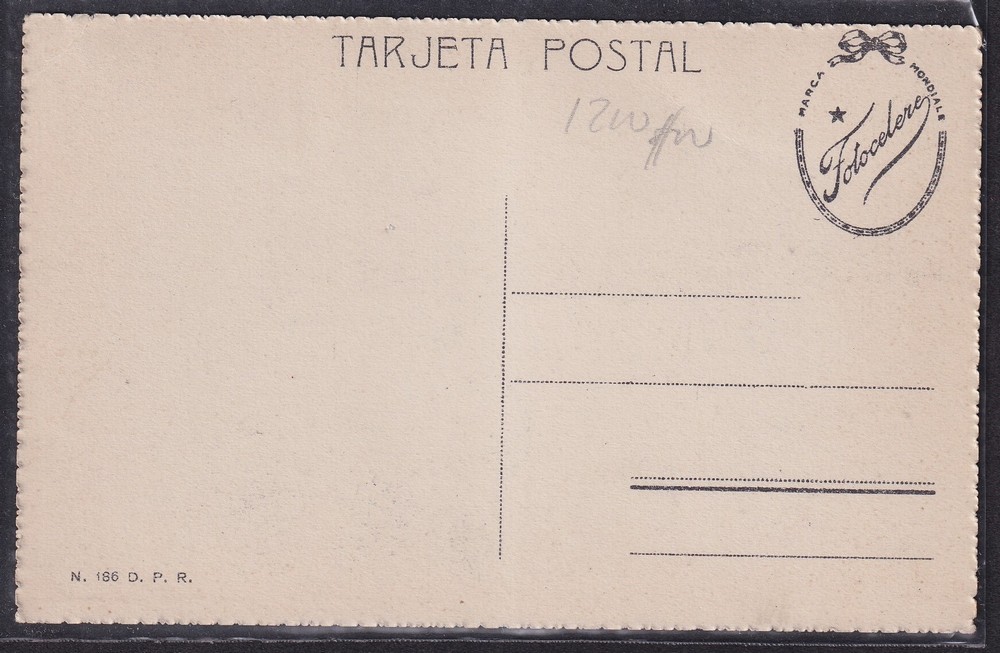 TARJETA POSTAL
MARCA MONDIALE
Fotocelere
N. 186 D. P. R.